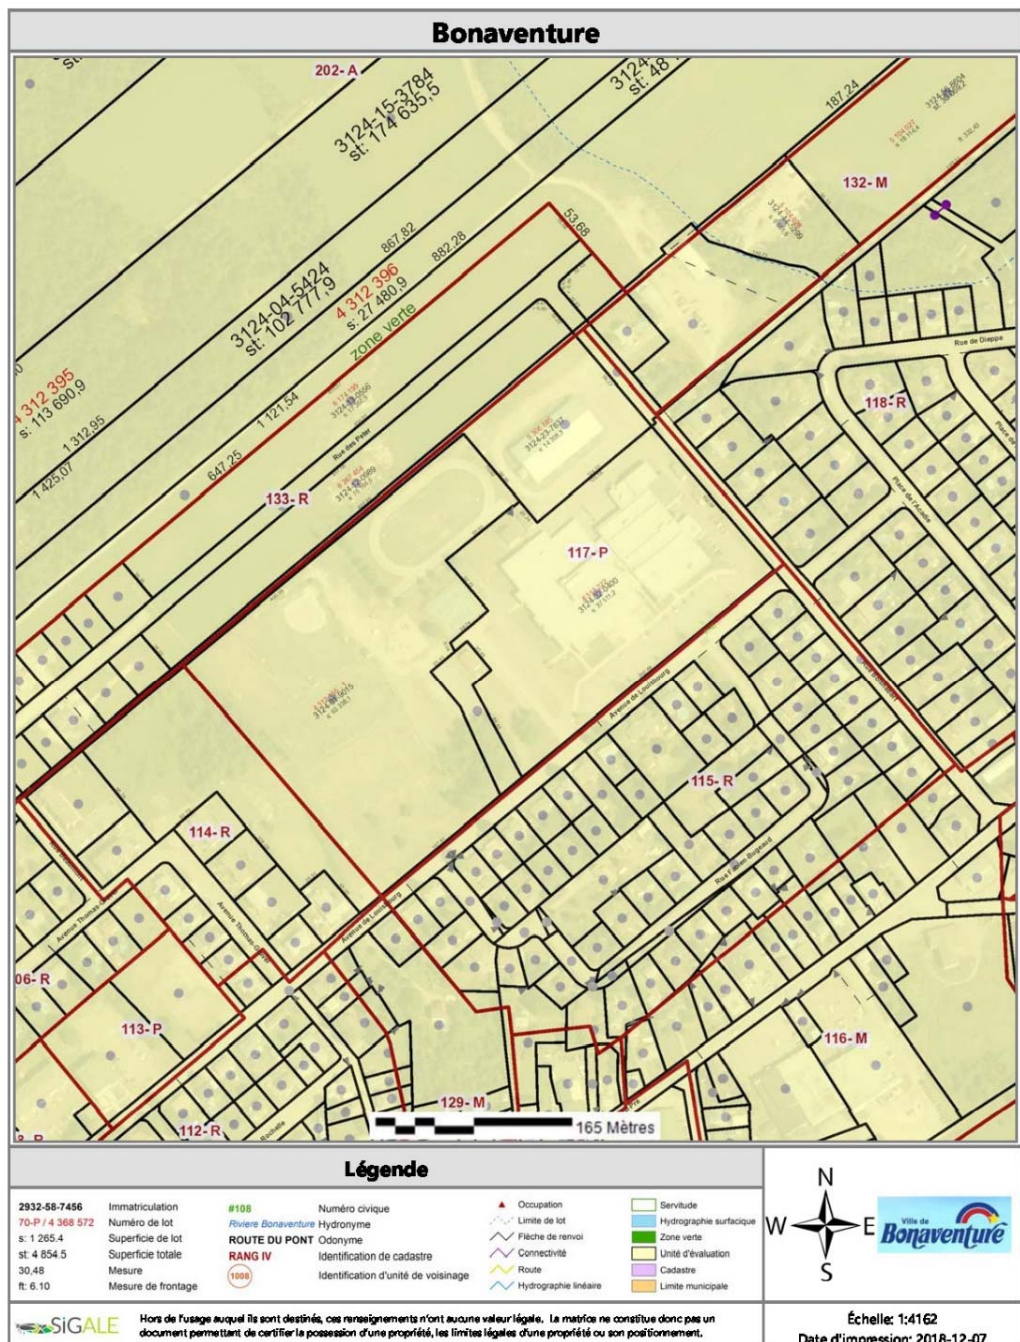 Bonaventure
202-A
3124-15-3784
st: 174 635,5
187,24
132-M
53,68
867,82
882,28
4 312 396
s: 27 480,9
3124-04-5424
st: 102 777,9
zone verte
Rue de Dieppe
4 312 395
s: 113 690,9
118-R
1 121,54
1 312,95
Rue des Pater
647,25
1 425,07
133-R
Place de l'Acadie
117-P
Avenue de Louisbourg
115-R
114-R
Avenue de Louisbourg
06-R
113-P
116-M
129-M
112-R
Rochelle
165 Mètres
Légende
2932-58-7456 Immatriculation
70-P / 4 368 572 Numéro de lot
s: 1 265.4 Superficie de lot
st: 4 854.5 Superficie totale
30,48 Mesure
ft: 6.10 Mesure de frontage
#108 Numéro civique
Riviere Bonaventure Hydronyme
ROUTE DU PONT Odonyme
RANG IV Identification de cadastre
1008 Identification d'unité de voisinage
Occupation
Limite de lot
Flèche de renvoi
Connectivité
Route
Hydrographie linéaire
Servitude
Hydrographie surfacique
Zone verte
Unité d'évaluation
Cadastre
Limite municipale
N
W E
S
Ville de
Bonaventure
SiGALE
Hors de l'usage auquel ils sont destinés, ces renseignements n'ont aucune valeur légale. La matrice ne constitue donc pas un
document permettant de certifier la possession d'une propriété, les limites légales d'une propriété ou son positionnement.
Échelle: 1:4162
Date d'impression: 2018-12-07